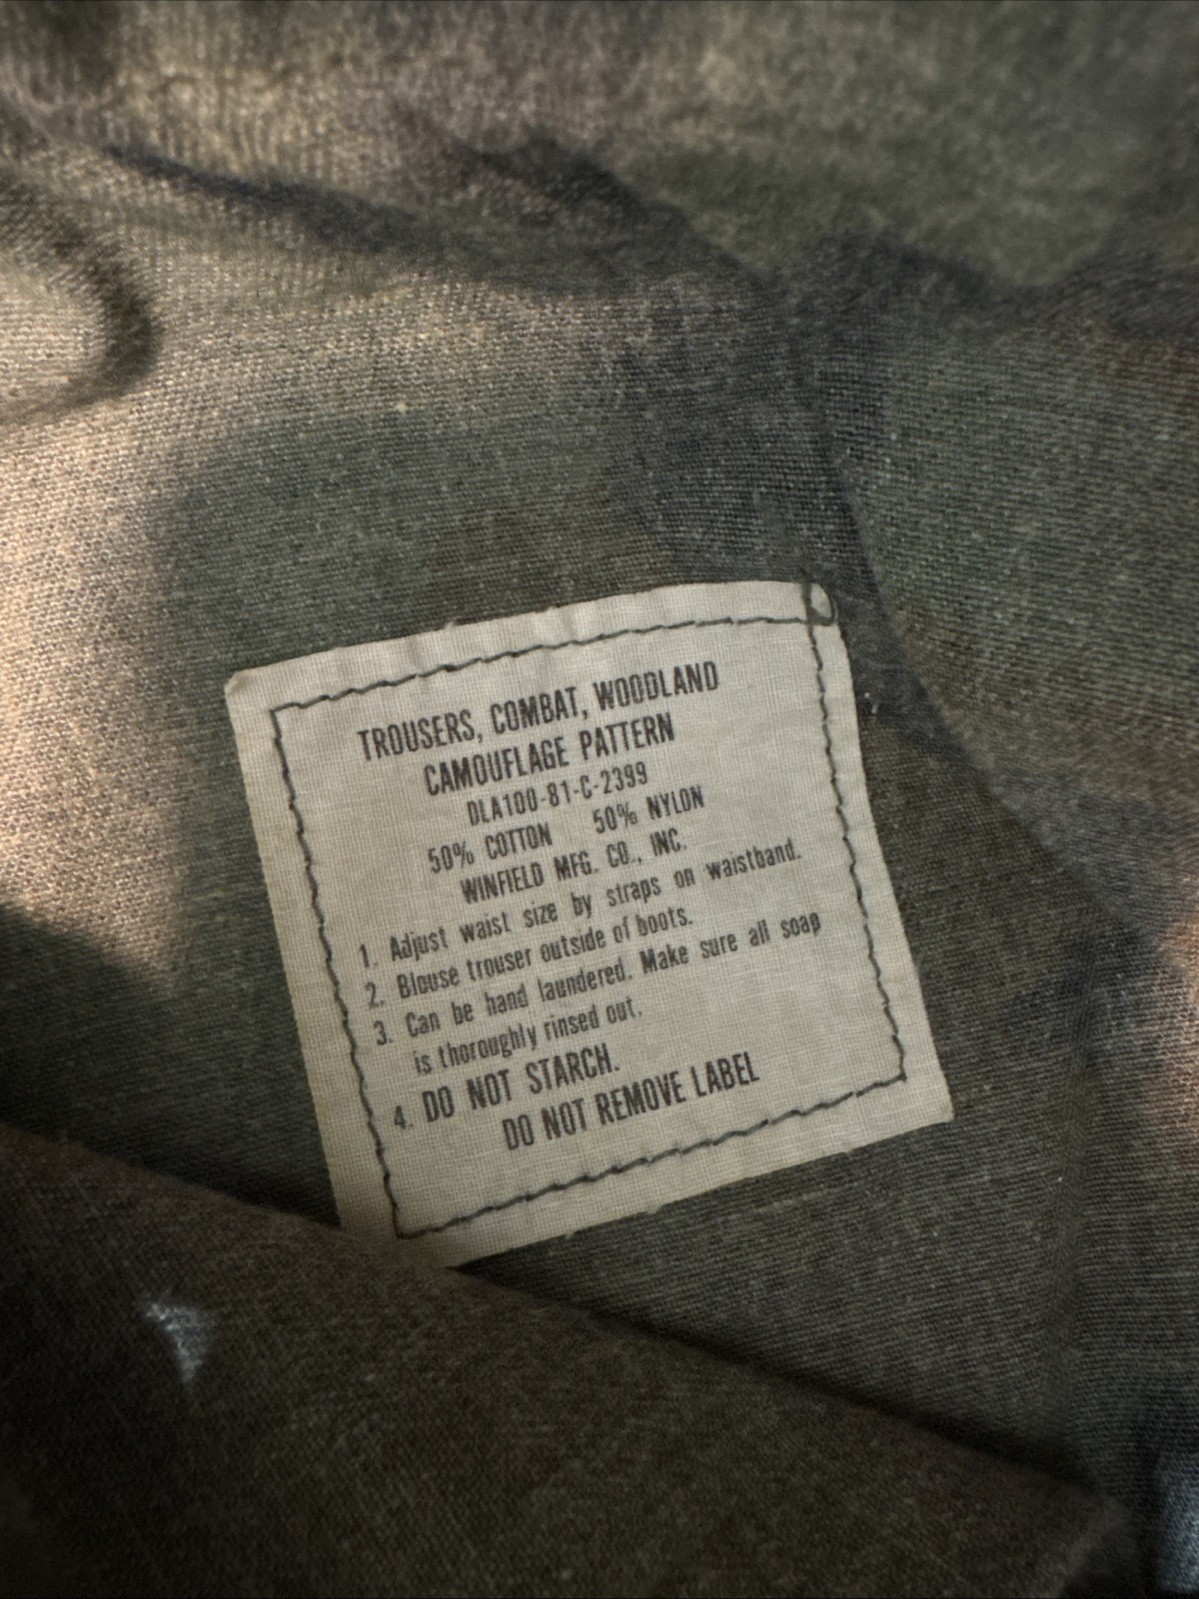 TROUSERS, COMBAT, WOODLAND
CAMOUFLAGE PATTERN
DLA100-81-C-2399
50% COTTON 50% NYLON
WINFIELD MFG. CO., INC.
1. Adjust waist size by straps on waistband.
2. Blouse trouser outside of boots.
3. Can be hand laundered. Make sure all soap
is thoroughly rinsed out.
4. DO NOT STARCH.
DO NOT REMOVE LABEL